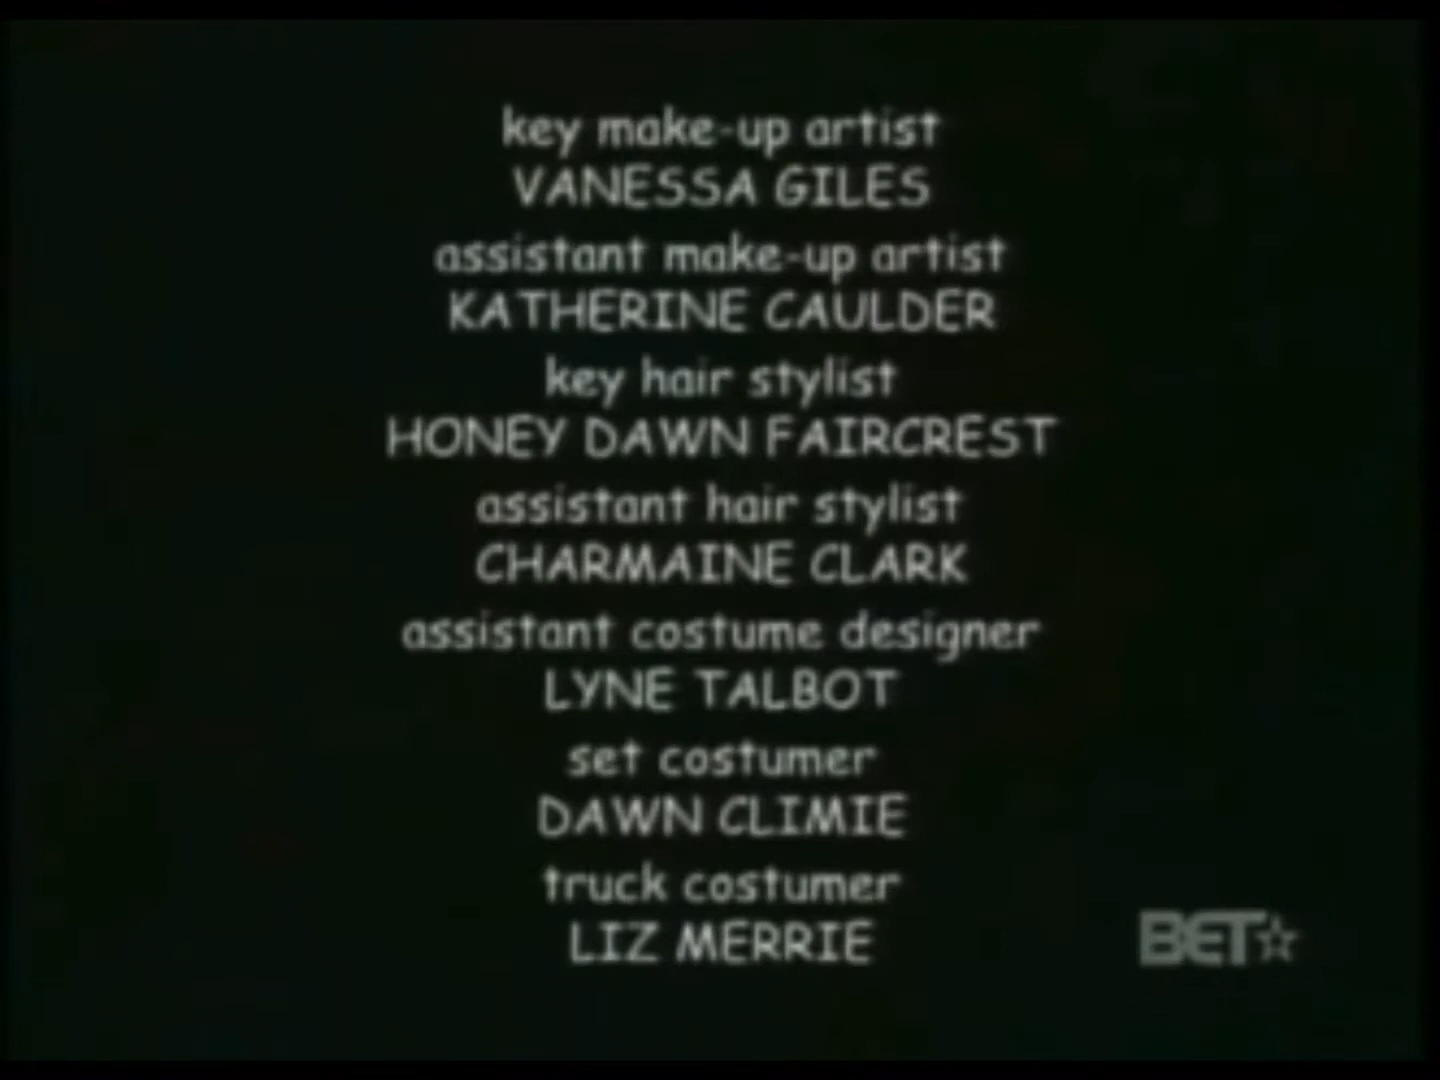 key make-up artist
VANESSA GILES
assistant make-up artist
KATHERINE CAULDER
key hair stylist
HONEY DAWN FAIRCREST
assistant hair stylist
CHARMAINE CLARK
assistant costume designer
LYNE TALBOT
set costumer
DAWN CLIMIE
truck costumer
LIZ MERRIE
BET☆